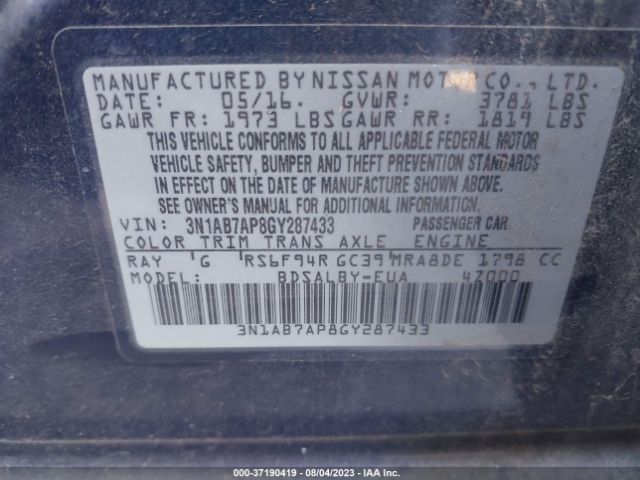 MANUFACTURED BY NISSAN MOTOR CO., LTD.
DATE: 05/16. GVWR: 3781 LBS
GAWR FR: 1973 LBS GAWR RR: 1819 LBS
THIS VEHICLE CONFORMS TO ALL APPLICABLE FEDERAL MOTOR
VEHICLE SAFETY, BUMPER AND THEFT PREVENTION STANDARDS
IN EFFECT ON THE DATE OF MANUFACTURE SHOWN ABOVE.
SEE OWNER'S MANUAL FOR ADDITIONAL INFORMATION.
VIN: 3N1AB7AP8GY287433 PASSENGER CAR
COLOR TRIM TRANS AXLE ENGINE
RAY G RS6F94R GC39 MRA8DE 1798 CC
MODEL BDSALBY-EUA 4Z000
3N1AB7AP8GY287433
000-37190419 - 08/04/2023 - IAA Inc.